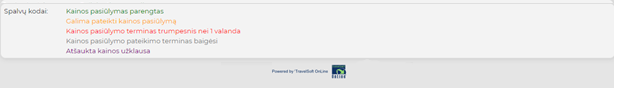 Spalvų kodai: Kainos pasiūlymas parengtas
Galima pateikti kainos pasiūlymą
Kainos pasiūlymo terminas trumpesnis nei 1 valanda
Kainos pasiūlymo pateikimo terminas baigėsi
Atšaukta kainos užklausa
Powered by TravelSoft OnLine